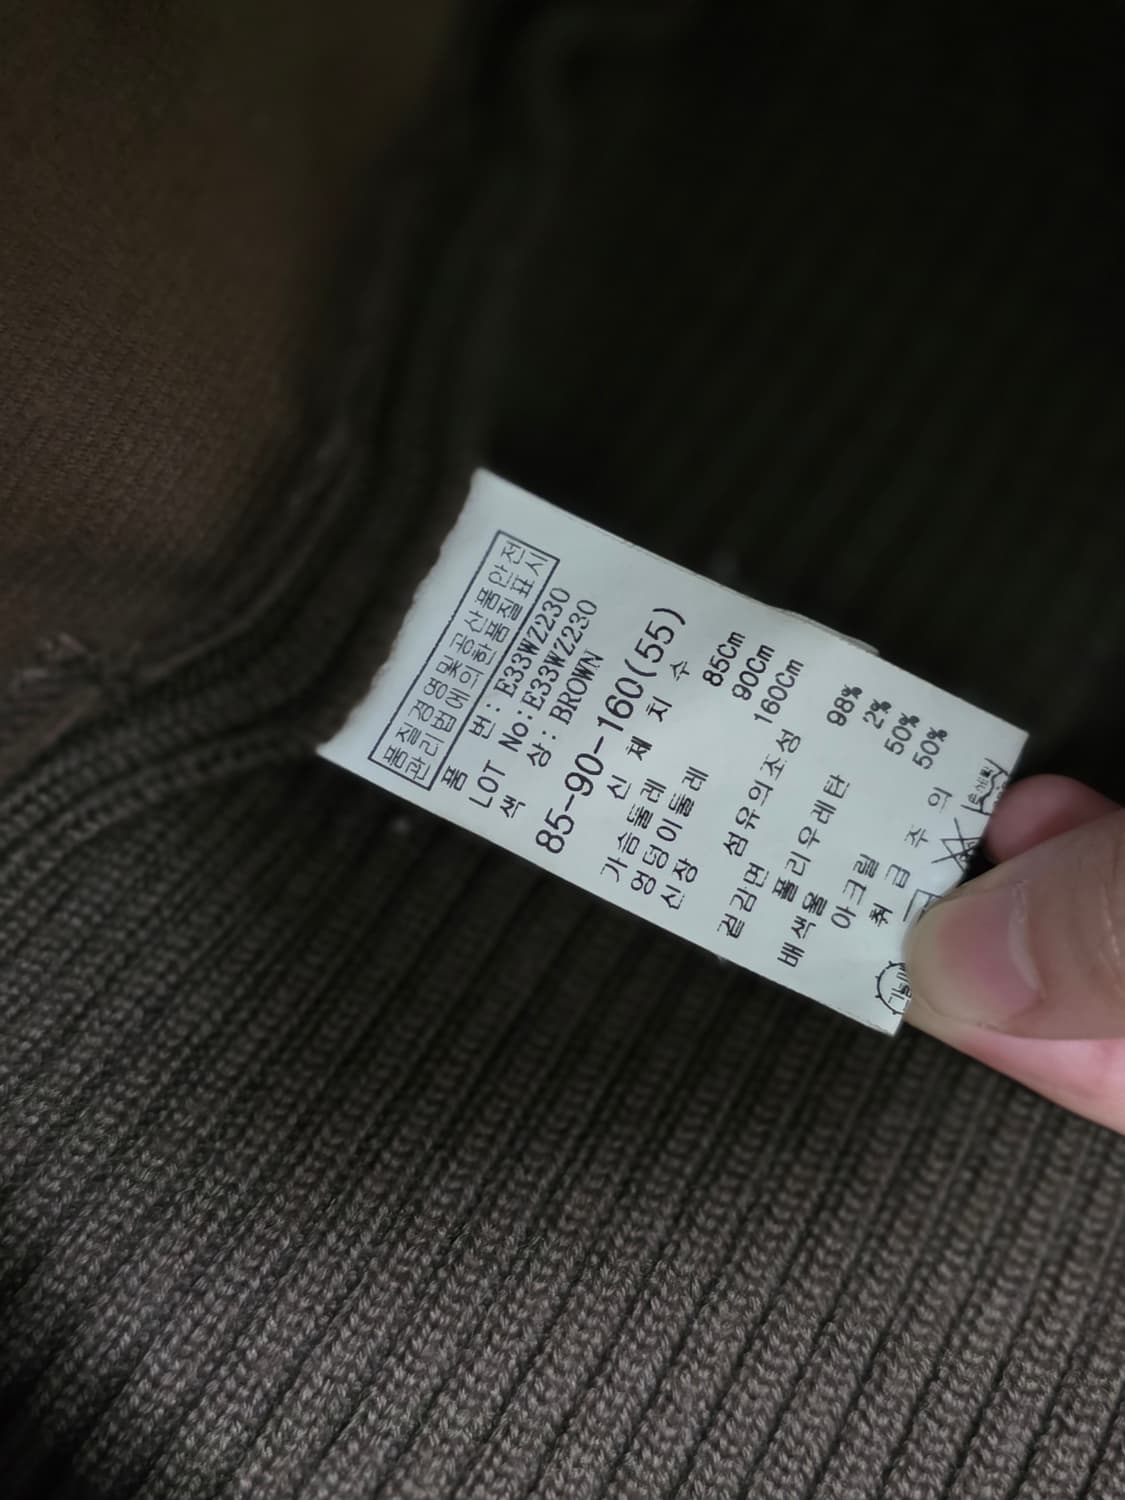 품질경영및공산품안전
관리법에의한품질표시
품 번: E33WZ230
LOT No: E33WZ230
색 상: BROWN
85-90-160(55)
신 체 치 수
가슴둘레 85Cm
엉덩이둘레 90Cm
신장 160Cm
섬유의조성
겉감면 98%
폴리우레탄 2%
배색울 50%
아크릴 50%
취 급 주 의